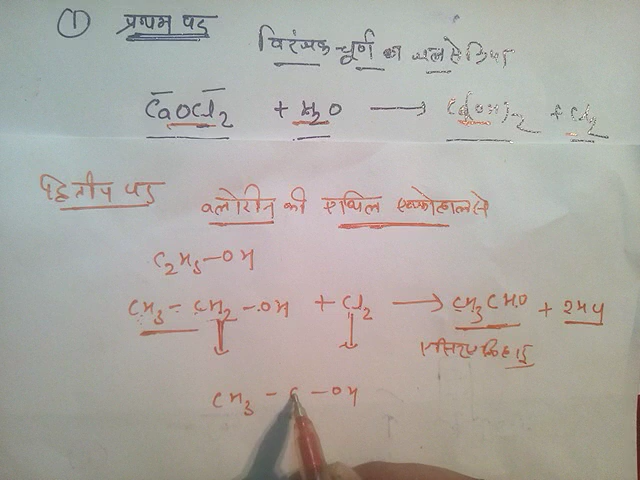 ① प्रथम पद
विरंजक चूर्ण का जल से क्रिया
CaOCl2 + H2O → Ca(OH)2 + Cl2
द्वितीय पद क्लोरीन की एथिल एल्कोहाल से
C2H5-OH
CH3-CH2-OH + Cl2 → CH3CHO + 2HCl
एसिटएल्डिहाइड
CH3-C-OH